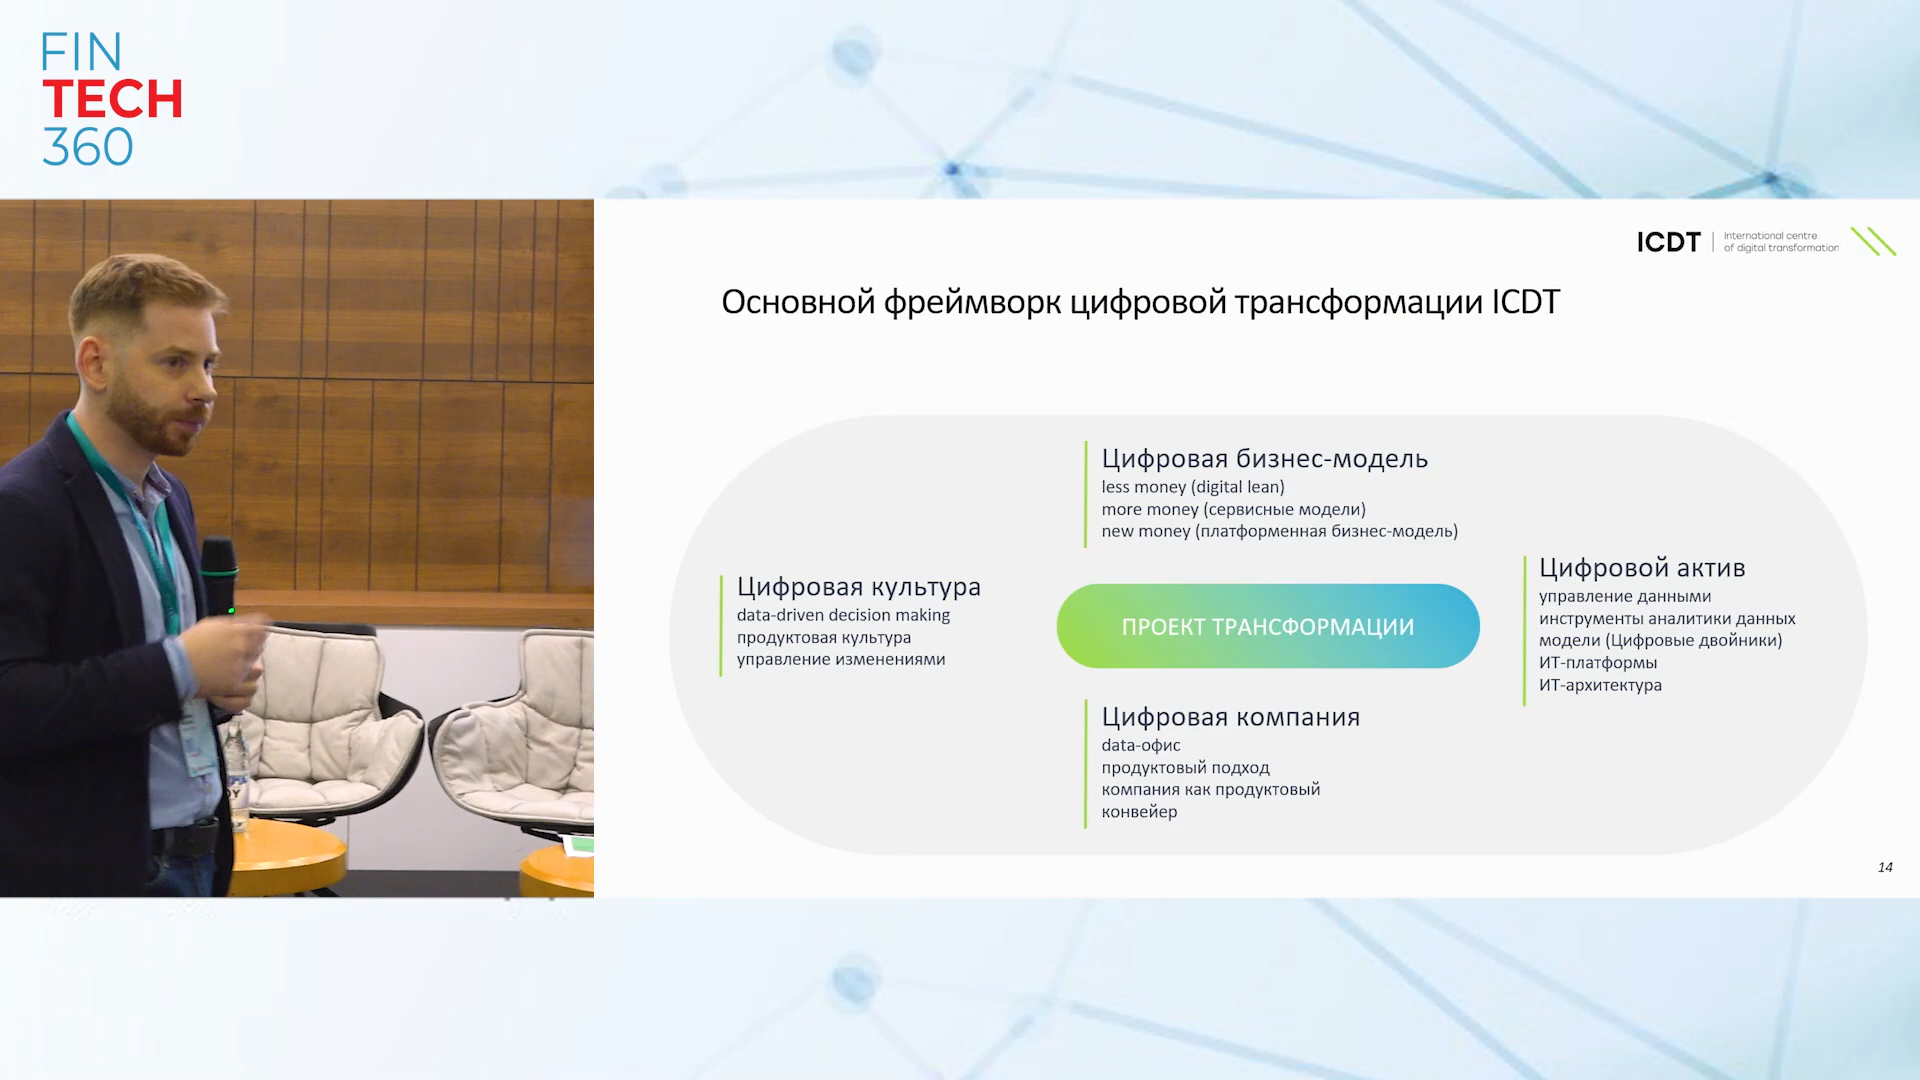 FIN
TECH
360
ICDT
International centre
of digital transformation
Основной фреймворк цифровой трансформации ICDT
Цифровая бизнес-модель
less money (digital lean)
more money (сервисные модели)
new money (платформенная бизнес-модель)
Цифровая культура
data-driven decision making
продуктовая культура
управление изменениями
ПРОЕКТ ТРАНСФОРМАЦИИ
Цифровой актив
управление данными
инструменты аналитики данных
модели (Цифровые двойники)
ИТ-платформы
ИТ-архитектура
Цифровая компания
data-офис
продуктовый подход
компания как продуктовый
конвейер
14